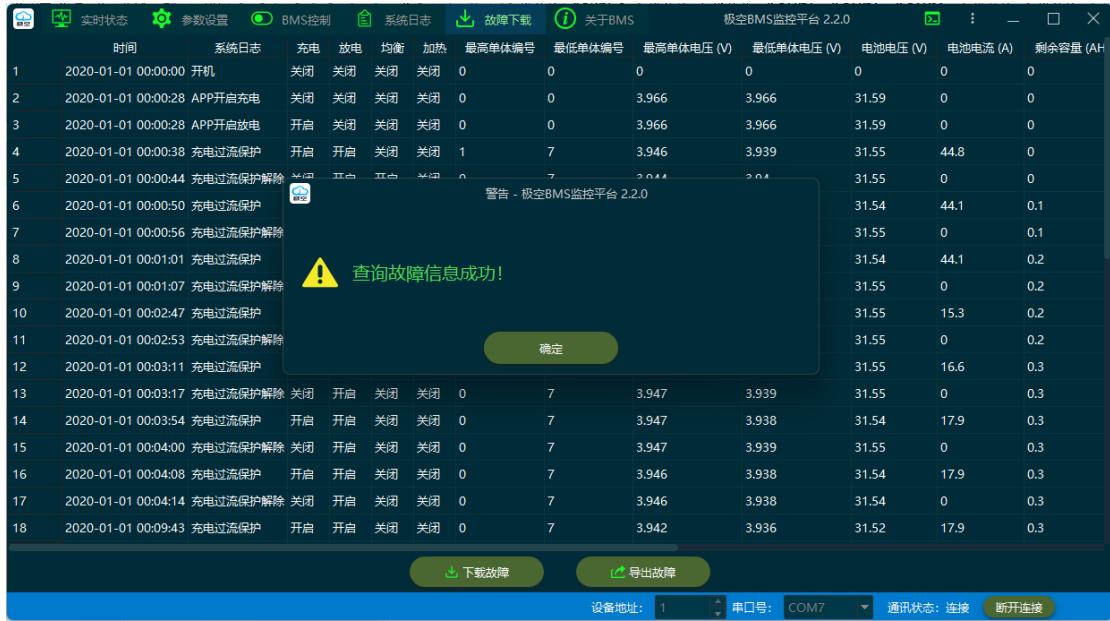 极空 实时状态 参数设置 BMS控制 系统日志 故障下载 关于BMS 极空BMS监控平台 2.2.0
时间 系统日志 充电 放电 均衡 加热 最高单体编号 最低单体编号 最高单体电压 (V) 最低单体电压 (V) 电池电压 (V) 电池电流 (A) 剩余容量 (AH
1 2020-01-01 00:00:00 开机 关闭 关闭 关闭 关闭 0 0 0 0 0 0 0
2 2020-01-01 00:00:28 APP开启充电 关闭 关闭 关闭 关闭 0 0 3.966 3.966 31.59 0 0
3 2020-01-01 00:00:28 APP开启放电 开启 关闭 关闭 关闭 0 0 3.966 3.966 31.59 0 0
4 2020-01-01 00:00:38 充电过流保护 开启 开启 关闭 关闭 1 7 3.946 3.939 31.55 44.8 0
5 2020-01-01 00:00:44 充电过流保护解除 关闭 开启 开启 关闭 0 7 3.944 3.94 31.55 0 0
6 2020-01-01 00:00:50 充电过流保护 31.54 44.1 0.1
7 2020-01-01 00:00:56 充电过流保护解除 31.55 0 0.1
8 2020-01-01 00:01:01 充电过流保护 31.54 44.1 0.2
9 2020-01-01 00:01:07 充电过流保护解除 31.55 0 0.2
10 2020-01-01 00:02:47 充电过流保护 31.55 15.3 0.2
11 2020-01-01 00:02:53 充电过流保护解除 31.55 0 0.2
12 2020-01-01 00:03:11 充电过流保护 31.55 16.6 0.3
13 2020-01-01 00:03:17 充电过流保护解除 关闭 开启 关闭 关闭 0 7 3.947 3.939 31.55 0 0.3
14 2020-01-01 00:03:54 充电过流保护 开启 开启 关闭 关闭 0 7 3.947 3.938 31.54 17.9 0.3
15 2020-01-01 00:04:00 充电过流保护解除 关闭 开启 关闭 关闭 0 7 3.947 3.939 31.55 0 0.3
16 2020-01-01 00:04:08 充电过流保护 开启 开启 关闭 关闭 0 7 3.946 3.938 31.54 17.9 0.3
17 2020-01-01 00:04:14 充电过流保护解除 关闭 开启 关闭 关闭 0 7 3.946 3.938 31.54 0 0.3
18 2020-01-01 00:09:43 充电过流保护 开启 开启 关闭 关闭 0 7 3.942 3.936 31.52 17.9 0.3
极空 警告 - 极空BMS监控平台 2.2.0
查询故障信息成功!
确定
下载故障 导出故障
设备地址: 1 串口号: COM7 通讯状态: 连接 断开连接